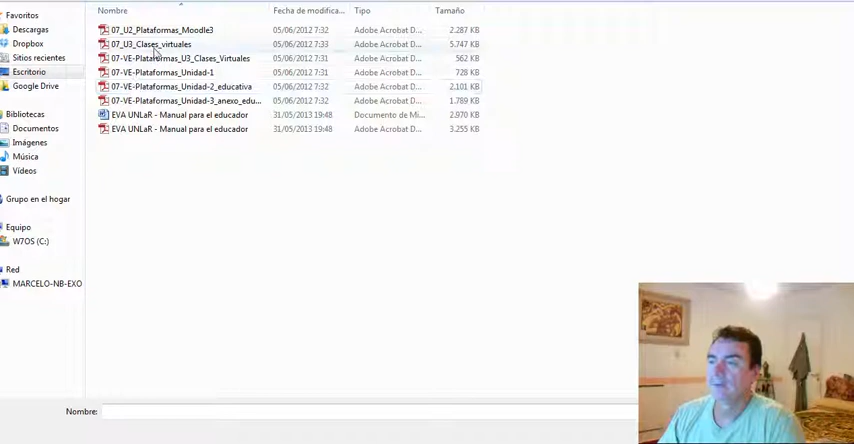 Favoritos
Descargas
Dropbox
Sitios recientes
Escritorio
Google Drive
Bibliotecas
Documentos
Imágenes
Música
Vídeos
Grupo en el hogar
Equipo
W7OS (C:)
Red
MARCELO-NB-EXO
Nombre Fecha de modifica... Tipo Tamaño
07_U2_Plataformas_Moodle3 05/06/2012 7:32 Adobe Acrobat D... 2.287 KB
07_U3_Clases_virtuales 05/06/2012 7:33 Adobe Acrobat D... 5.747 KB
07-VE-Plataformas_U3_Clases_Virtuales 05/06/2012 7:31 Adobe Acrobat D... 562 KB
07-VE-Plataformas_Unidad-1 05/06/2012 7:31 Adobe Acrobat D... 728 KB
07-VE-Plataformas_Unidad-2_educativa 05/06/2012 7:32 Adobe Acrobat D... 2.101 KB
07-VE-Plataformas_Unidad-3_anexo_edu... 05/06/2012 7:32 Adobe Acrobat D... 1.789 KB
EVA UNLaR - Manual para el educador 31/05/2013 19:48 Documento de Mi... 2.970 KB
EVA UNLaR - Manual para el educador 31/05/2013 19:48 Adobe Acrobat D... 3.255 KB
Nombre: